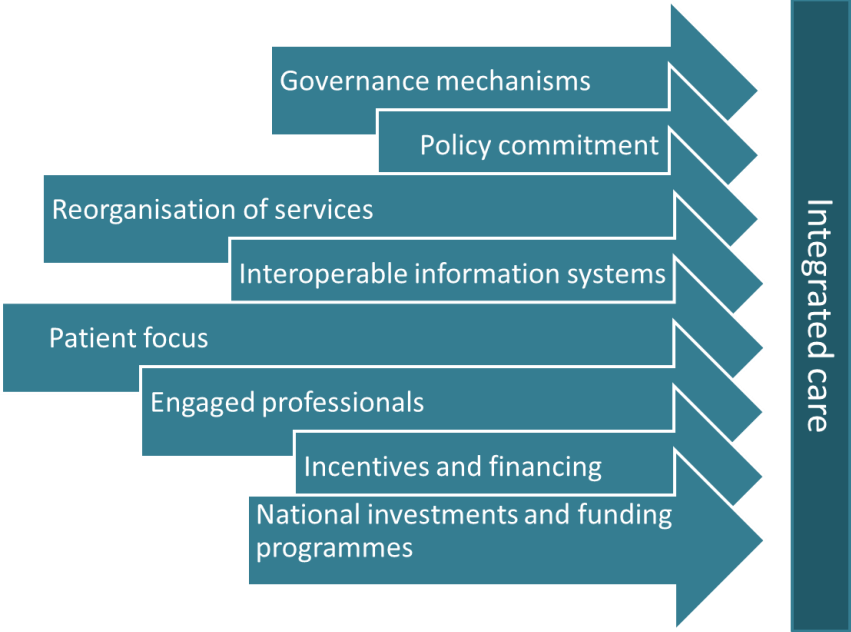 Governance mechanisms
Policy commitment
Reorganisation of services
Interoperable information systems
Patient focus
Engaged professionals
Incentives and financing
National investments and funding
programmes
Integrated care